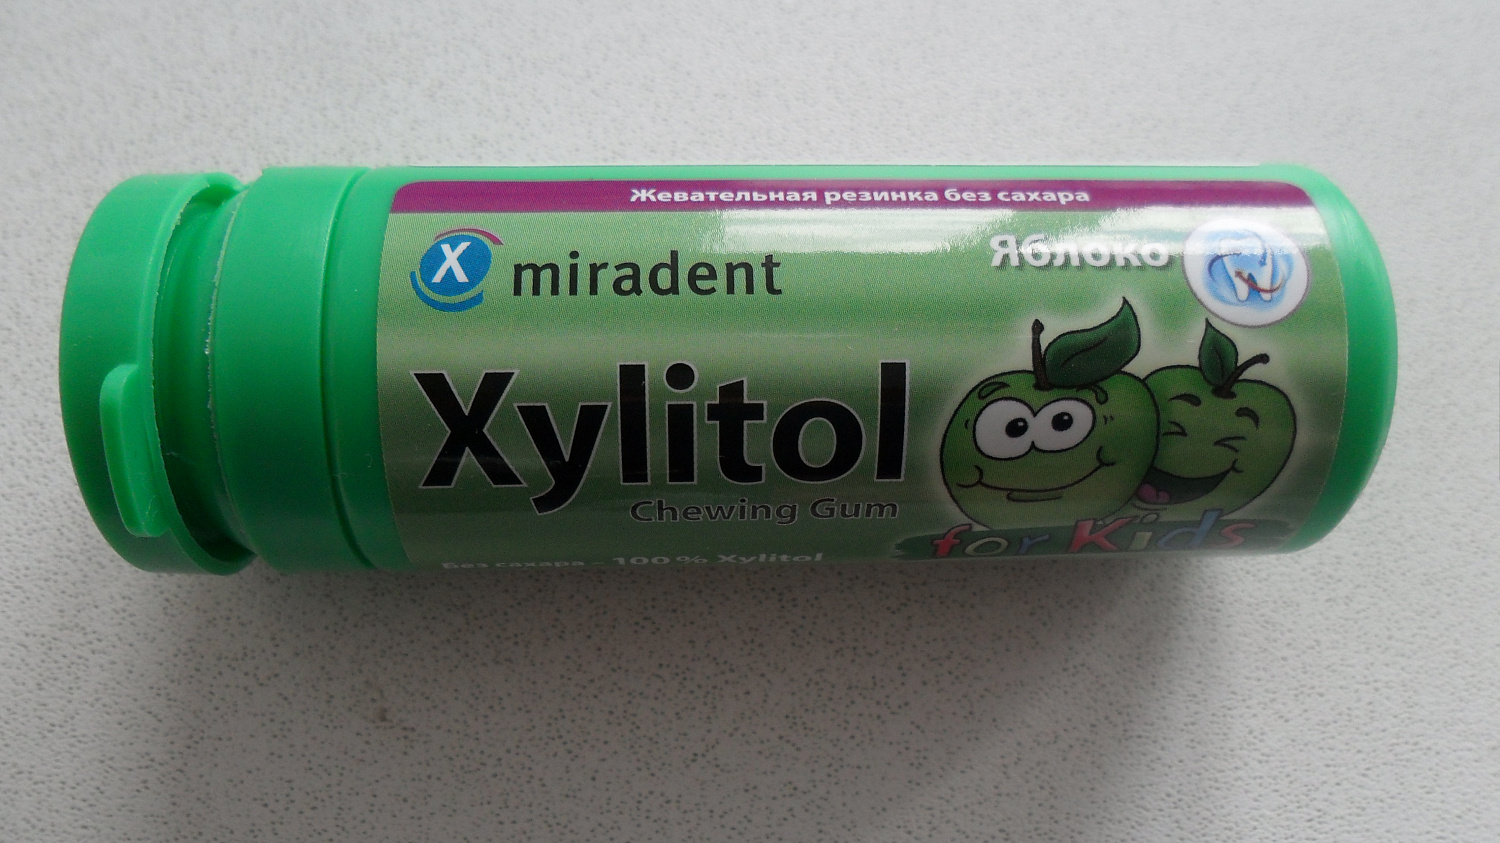 Жевательная резинка без сахара
X miradent
Яблоко
Xylitol
Chewing Gum
for Kids
Без сахара - 100% Xylitol